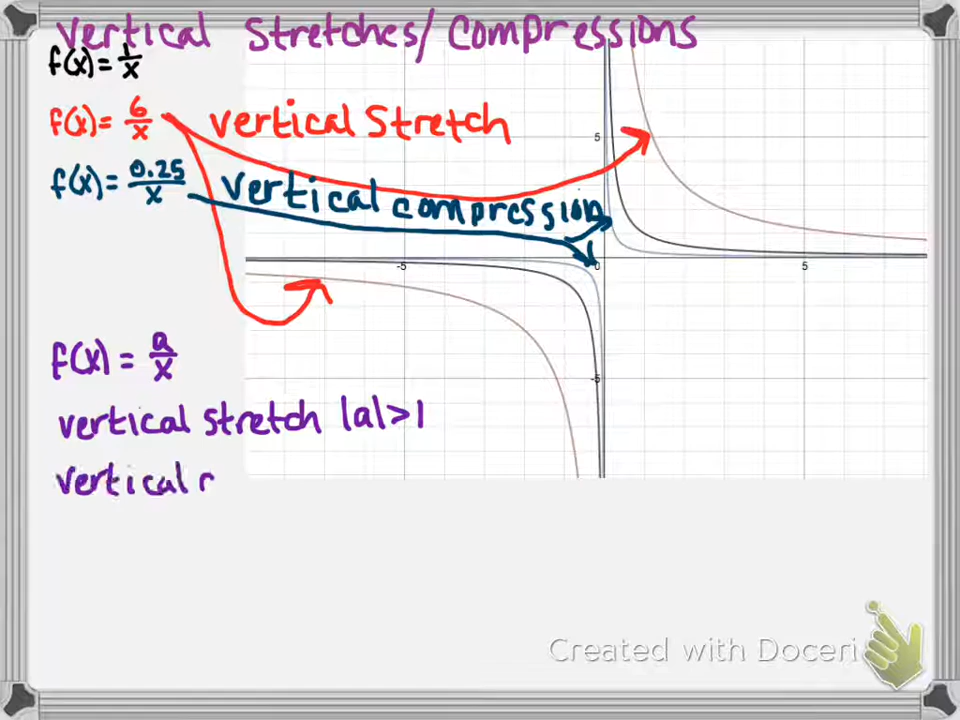 Vertical Stretches/Compressions
f(x) = 1/x
f(x) = 6/x vertical Stretch
f(x) = 0.25/x vertical compression
5
-5 0 5
-5
f(x) = a/x
vertical stretch |a|>1
vertical
Created with Doceri